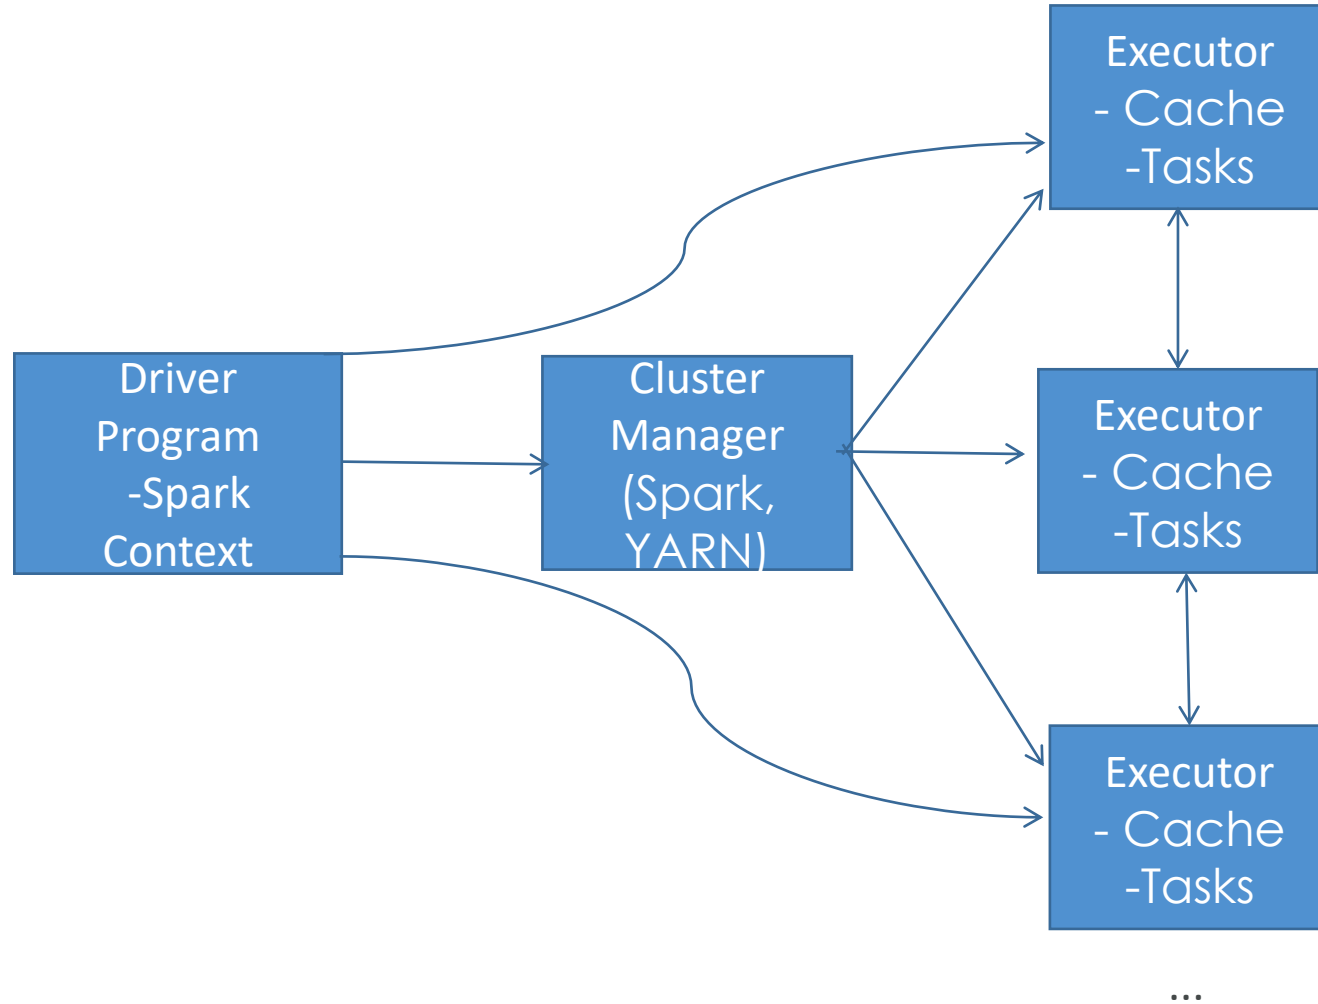 Executor
- Cache
-Tasks
Driver
Program
-Spark
Context
Cluster
Manager
(Spark,
YARN)
Executor
- Cache
-Tasks
Executor
- Cache
-Tasks
...